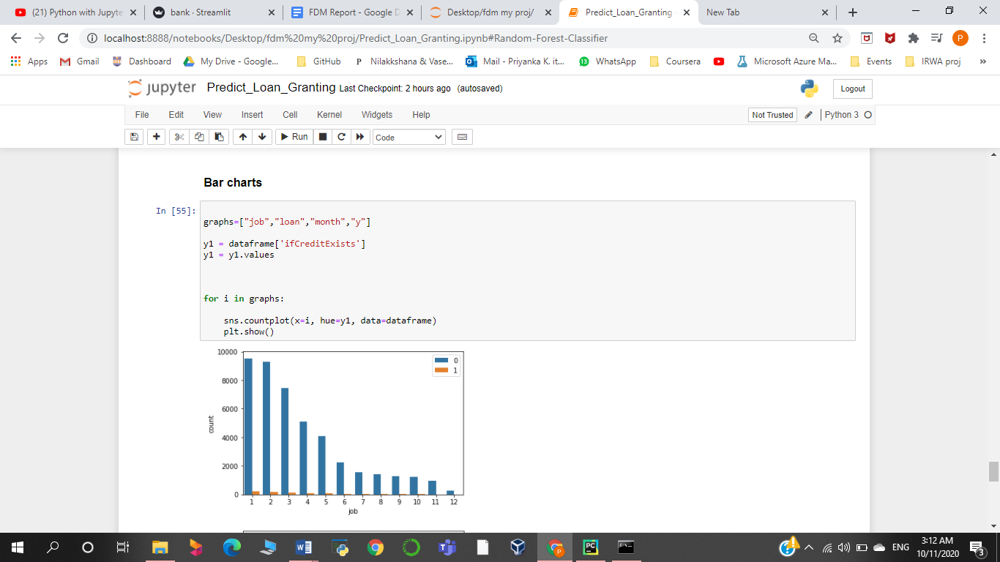 (21) Python with Jupyte
bank · Streamlit
FDM Report - Google D
Desktop/fdm my proj/
Predict_Loan_Granting
New Tab
localhost:8888/notebooks/Desktop/fdm%20my%20proj/Predict_Loan_Granting.ipynb#Random-Forest-Classifier
P
Apps
Gmail
Dashboard
My Drive - Google...
GitHub
P Nilakkshana & Vase...
Mail - Priyanka K. it...
13 WhatsApp
Coursera
Microsoft Azure Ma...
Events
IRWA proj
»
jupyter Predict_Loan_Granting Last Checkpoint: 2 hours ago (autosaved)
Logout
File Edit View Insert Cell Kernel Widgets Help
Not Trusted
Python 3
Run
Code
Bar charts
In [55]:
graphs=["job","loan","month","y"]
y1 = dataframe['ifCreditExists']
y1 = y1.values
for i in graphs:
sns.countplot(x=i, hue=y1, data=dataframe)
plt.show()
10000
8000
6000
4000
2000
0
count
0
1
1 2 3 4 5 6 7 8 9 10 11 12
job
ENG
3:12 AM
10/11/2020
3